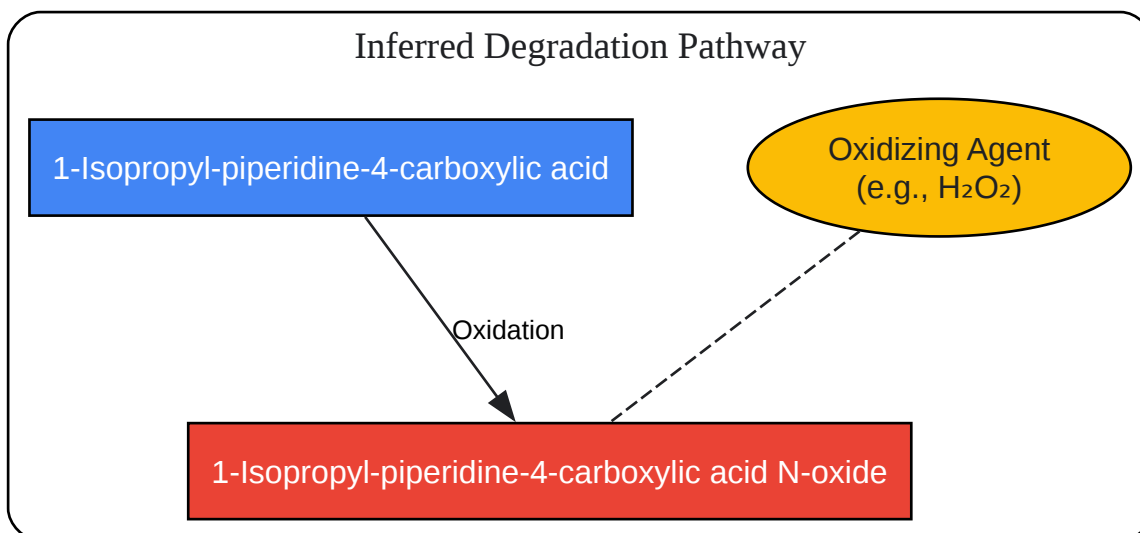 Inferred Degradation Pathway
1-Isopropyl-piperidine-4-carboxylic acid
Oxidizing Agent
(e.g., H₂O₂)
Oxidation
1-Isopropyl-piperidine-4-carboxylic acid N-oxide